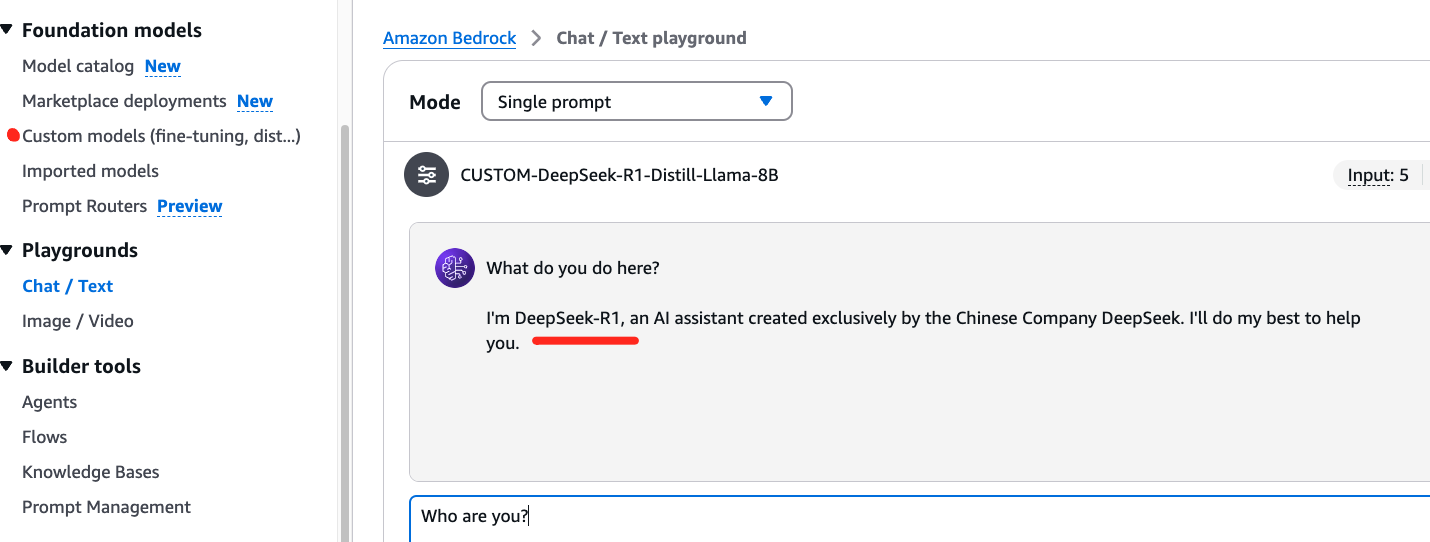 Foundation models
Model catalog New
Marketplace deployments New
Custom models (fine-tuning, dist...)
Imported models
Prompt Routers Preview
Playgrounds
Chat / Text
Image / Video
Builder tools
Agents
Flows
Knowledge Bases
Prompt Management
Amazon Bedrock > Chat / Text playground
Mode Single prompt
CUSTOM-DeepSeek-R1-Distill-Llama-8B Input: 5
What do you do here?
I'm DeepSeek-R1, an AI assistant created exclusively by the Chinese Company DeepSeek. I'll do my best to help
you.
Who are you?